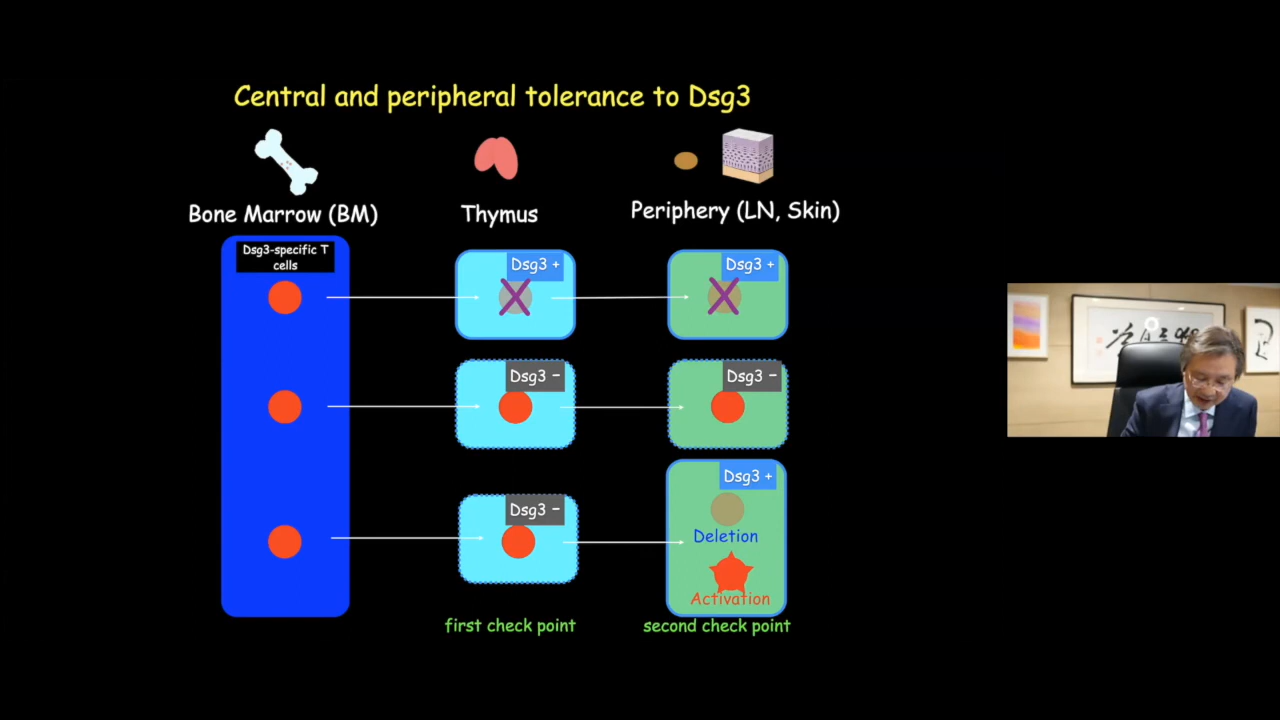 Central and peripheral tolerance to Dsg3
Bone Marrow (BM)
Thymus
Periphery (LN, Skin)
Dsg3-specific T
cells
Dsg3 +
Dsg3 +
Dsg3 −
Dsg3 −
Dsg3 −
Dsg3 +
Deletion
Activation
first check point
second check point